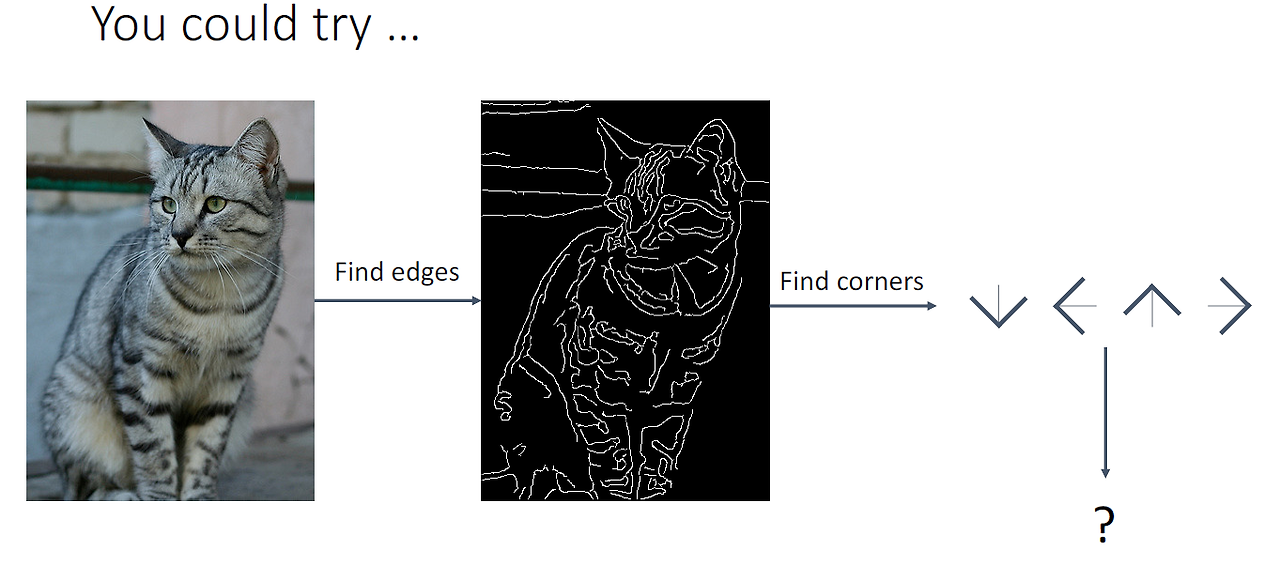 You could try ...
Find edges
Find corners
?